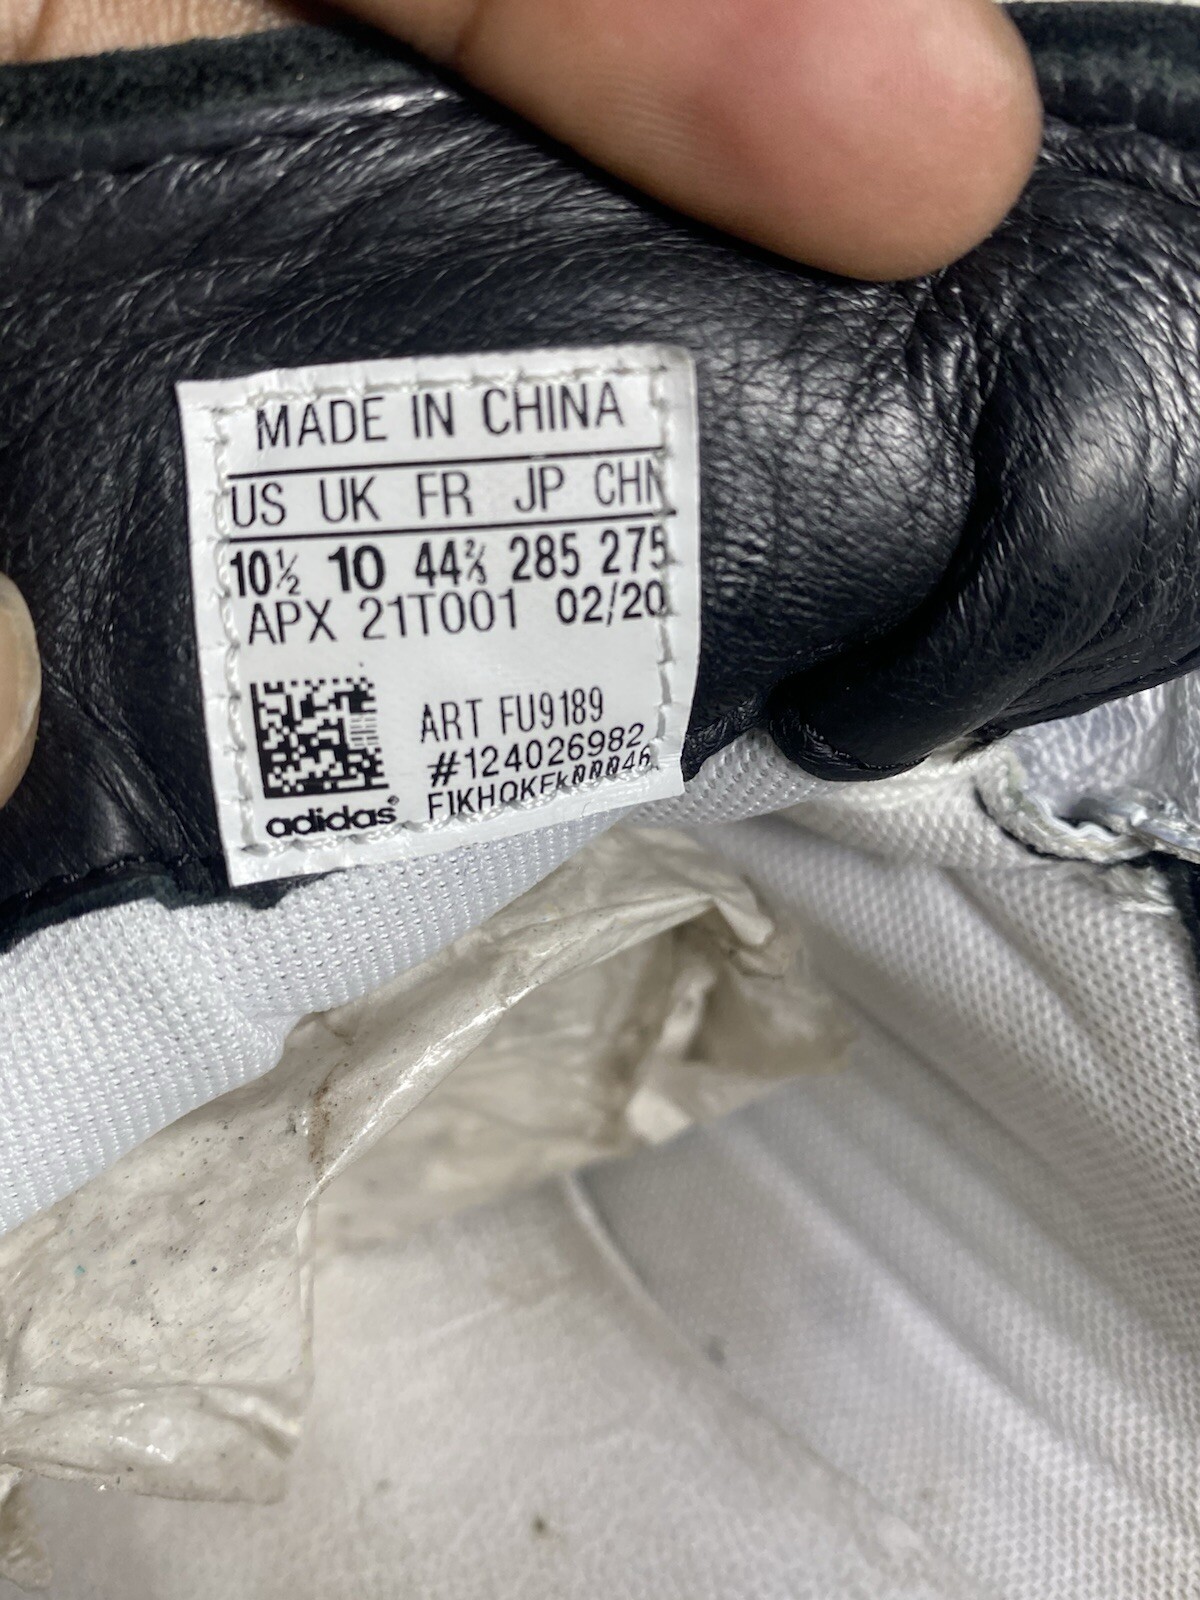 MADE IN CHINA
US UK FR JP CHN
10½ 10 44⅔ 285 275
APX 21T001 02/20
ART FU9189
#124026982
adidas®